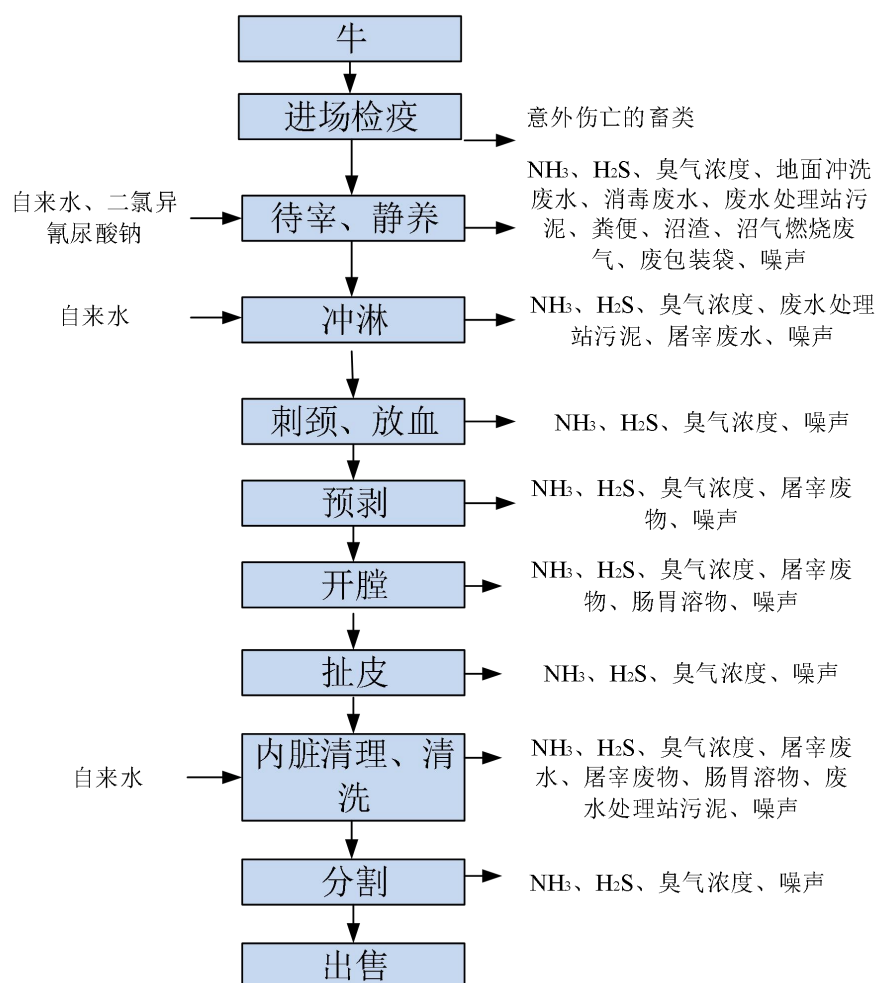 牛
进场检疫
意外伤亡的畜类
自来水、二氯异
氰尿酸钠
待宰、静养
NH₃、H₂S、臭气浓度、地面冲洗
废水、消毒废水、废水处理站污
泥、粪便、沼渣、沼气燃烧废
气、废包装袋、噪声
自来水
冲淋
NH₃、H₂S、臭气浓度、废水处理
站污泥、屠宰废水、噪声
刺颈、放血
NH₃、H₂S、臭气浓度、噪声
预剥
NH₃、H₂S、臭气浓度、屠宰废
物、噪声
开膛
NH₃、H₂S、臭气浓度、屠宰废
物、肠胃溶物、噪声
扯皮
NH₃、H₂S、臭气浓度、噪声
自来水
内脏清理、清
洗
NH₃、H₂S、臭气浓度、屠宰废
水、屠宰废物、肠胃溶物、废
水处理站污泥、噪声
分割
NH₃、H₂S、臭气浓度、噪声
出售